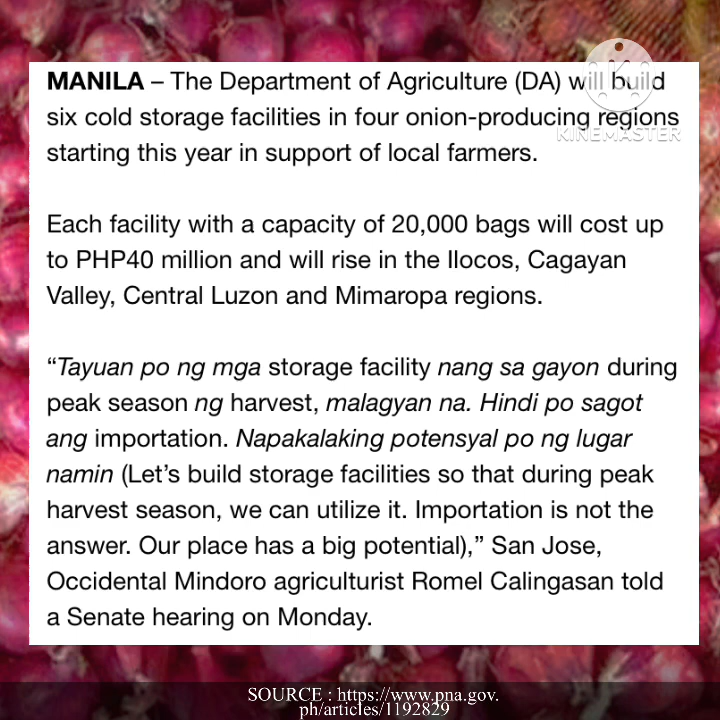 MANILA – The Department of Agriculture (DA) will build
six cold storage facilities in four onion-producing regions
starting this year in support of local farmers.
KINEMASTER
Each facility with a capacity of 20,000 bags will cost up
to PHP40 million and will rise in the Ilocos, Cagayan
Valley, Central Luzon and Mimaropa regions.
“Tayuan po ng mga storage facility nang sa gayon during
peak season ng harvest, malagyan na. Hindi po sagot
ang importation. Napakalaking potensyal po ng lugar
namin (Let’s build storage facilities so that during peak
harvest season, we can utilize it. Importation is not the
answer. Our place has a big potential),” San Jose,
Occidental Mindoro agriculturist Romel Calingasan told
a Senate hearing on Monday.
SOURCE : https://www.pna.gov.
ph/articles/1192829